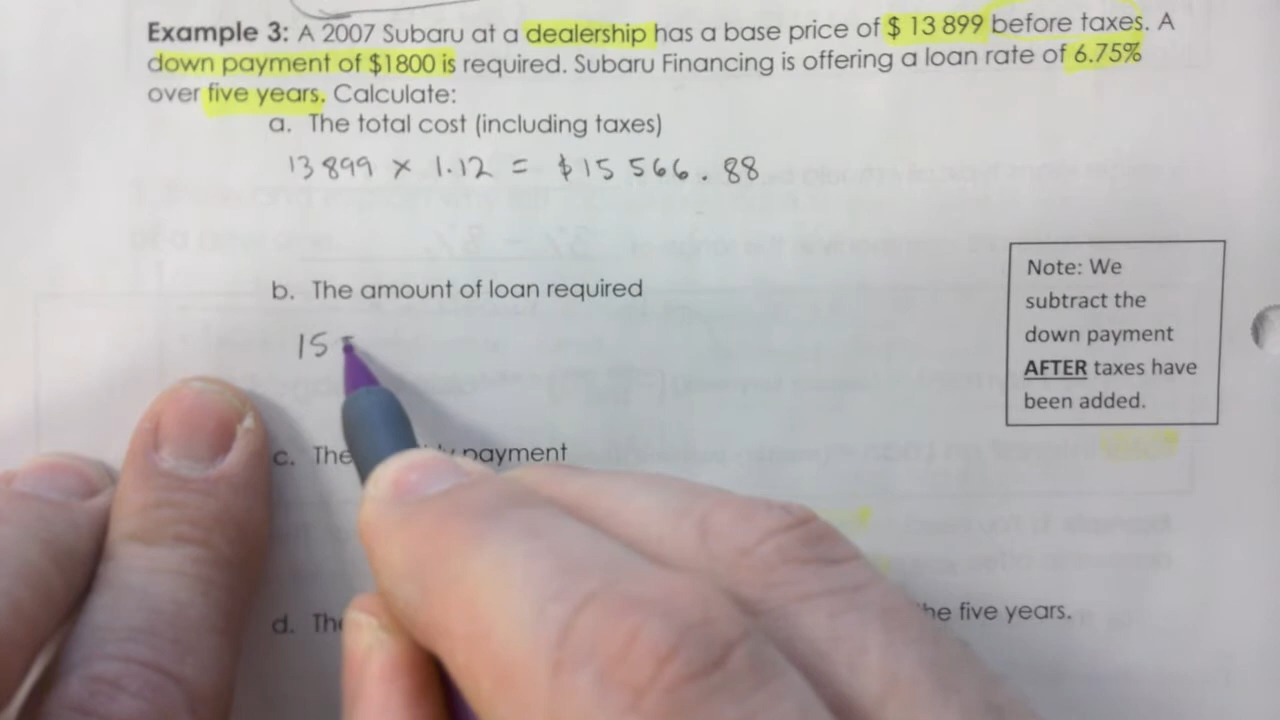 Example 3: A 2007 Subaru at a dealership has a base price of $ 13 899 before taxes. A
down payment of $1800 is required. Subaru Financing is offering a loan rate of 6.75%
over five years. Calculate:
a. The total cost (including taxes)
13 899 × 1.12 = $15 566.88
b. The amount of loan required
15
Note: We
subtract the
down payment
AFTER taxes have
been added.
c. The payment
d. The he five years.